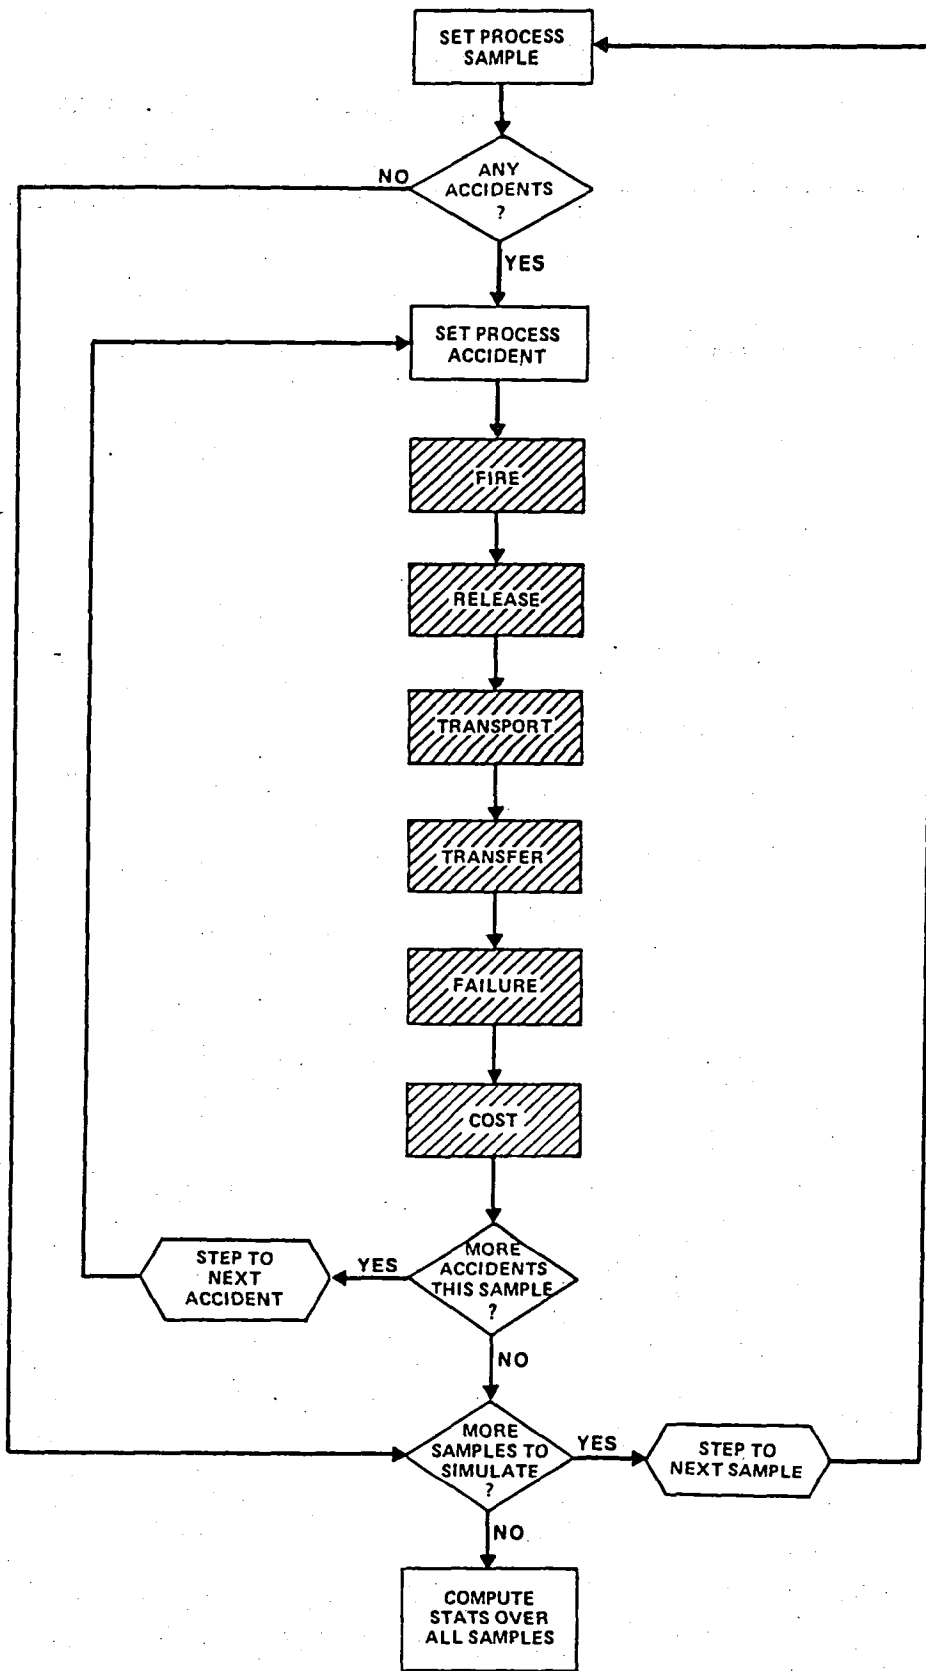 SET PROCESS
SAMPLE
ANY
ACCIDENTS
?
NO
YES
SET PROCESS
ACCIDENT
FIRE
RELEASE
TRANSPORT
TRANSFER
FAILURE
COST
MORE
ACCIDENTS
THIS SAMPLE
?
YES
STEP TO
NEXT
ACCIDENT
NO
MORE
SAMPLES TO
SIMULATE
?
YES
STEP TO
NEXT SAMPLE
NO
COMPUTE
STATS OVER
ALL SAMPLES